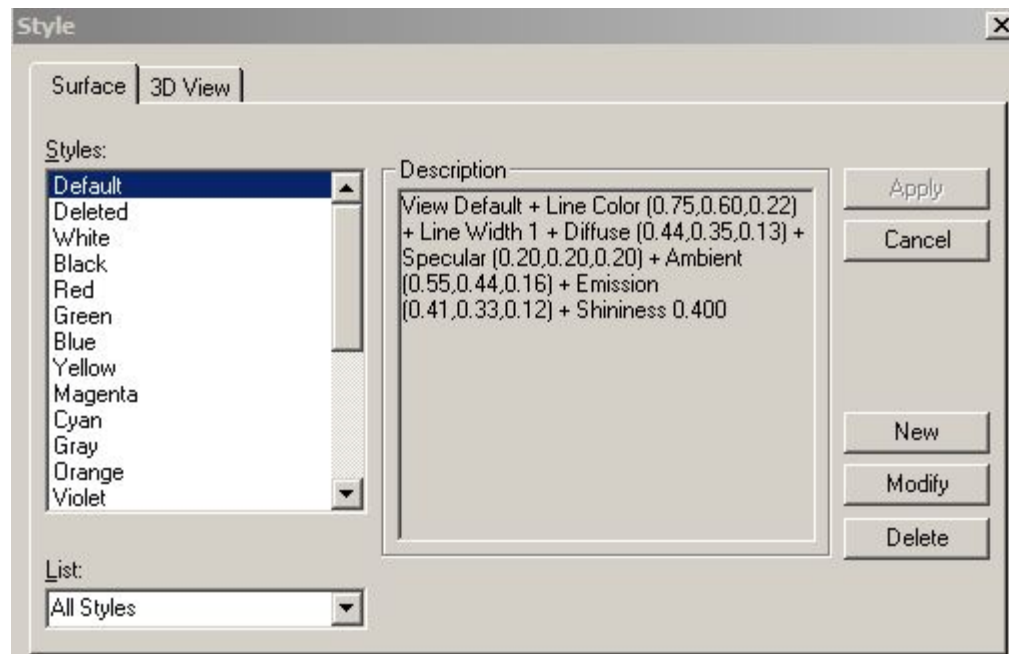 Style
Surface
3D View
Styles:
Default
Deleted
White
Black
Red
Green
Blue
Yellow
Magenta
Cyan
Gray
Orange
Violet
List:
All Styles
Description
View Default + Line Color (0.75,0.60,0.22)
+ Line Width 1 + Diffuse (0.44,0.35,0.13) +
Specular (0.20,0.20,0.20) + Ambient
(0.55,0.44,0.16) + Emission
(0.41,0.33,0.12) + Shininess 0.400
Apply
Cancel
New
Modify
Delete